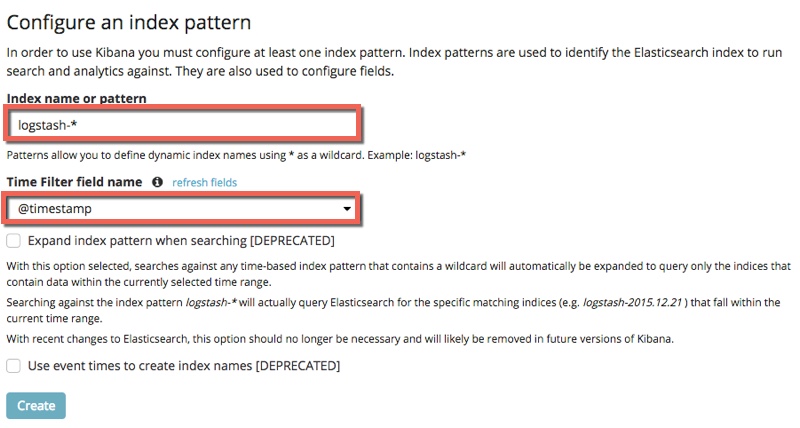 Configure an index pattern
In order to use Kibana you must configure at least one index pattern. Index patterns are used to identify the Elasticsearch index to run
search and analytics against. They are also used to configure fields.
Index name or pattern
logstash-*
Patterns allow you to define dynamic index names using * as a wildcard. Example: logstash-*
Time Filter field name refresh fields
@timestamp
Expand index pattern when searching [DEPRECATED]
With this option selected, searches against any time-based index pattern that contains a wildcard will automatically be expanded to query only the indices that
contain data within the currently selected time range.
Searching against the index pattern logstash-* will actually query Elasticsearch for the specific matching indices (e.g. logstash-2015.12.21 ) that fall within the
current time range.
With recent changes to Elasticsearch, this option should no longer be necessary and will likely be removed in future versions of Kibana.
Use event times to create index names [DEPRECATED]
Create